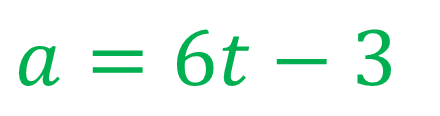 a = 6t − 3